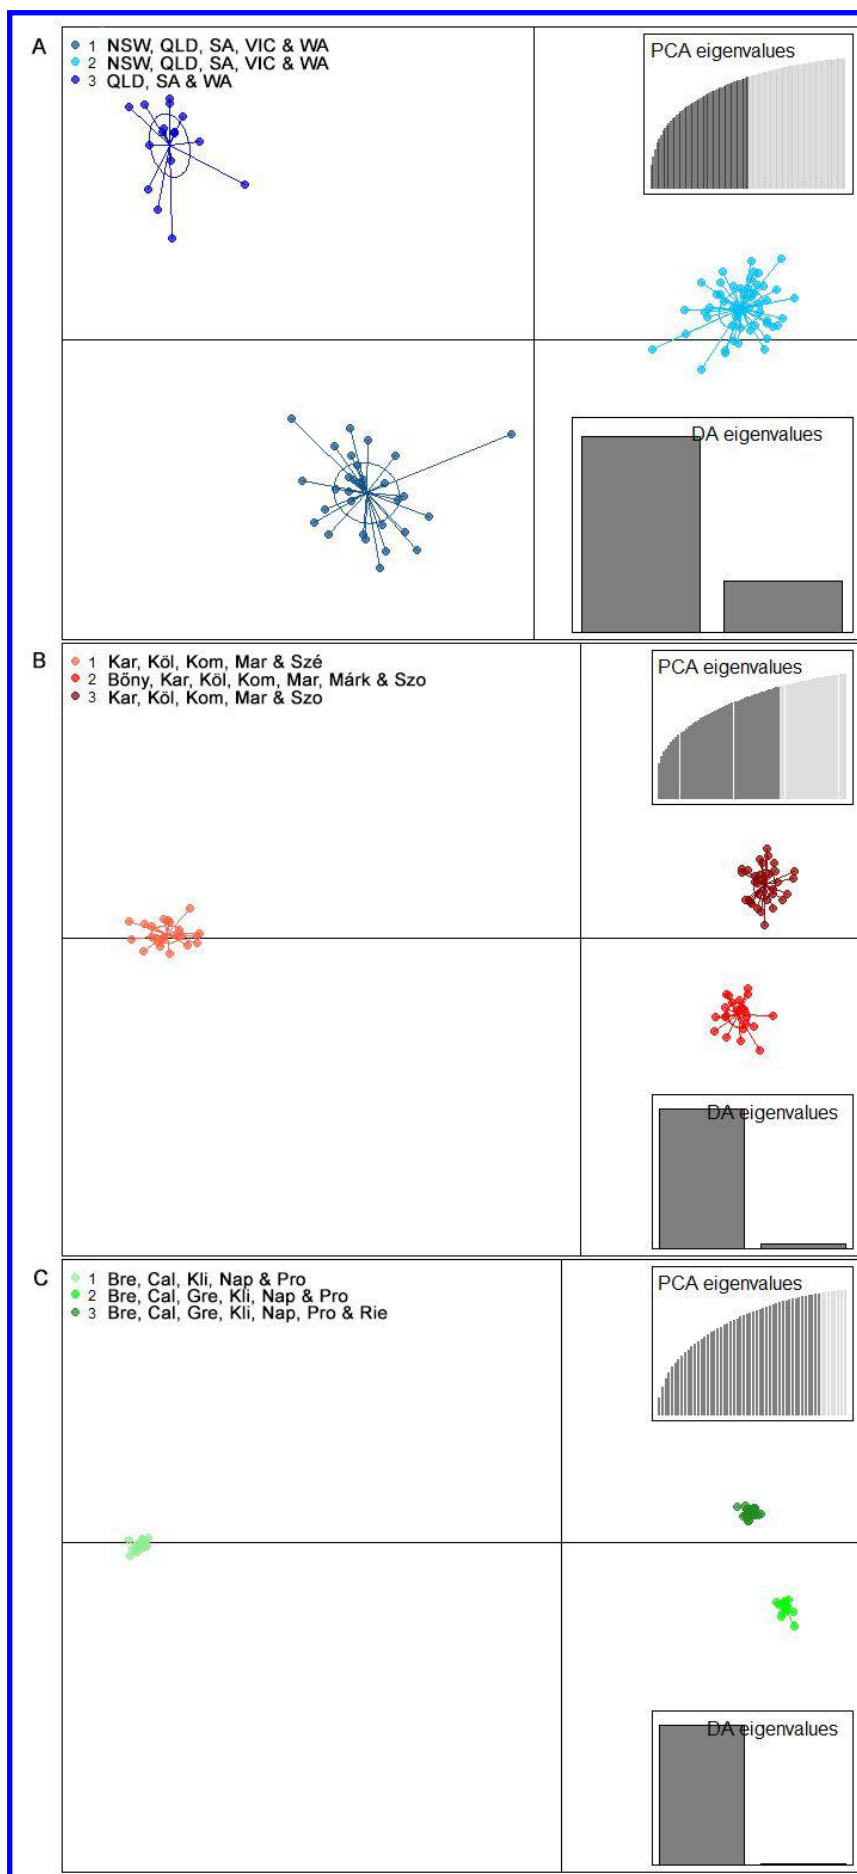 A
1 NSW, QLD, SA, VIC & WA
2 NSW, QLD, SA, VIC & WA
3 QLD, SA & WA
PCA eigenvalues
DA eigenvalues
B
1 Kar, Köl, Kom, Mar & Szé
2 Bőny, Kar, Köl, Kom, Mar, Márk & Szo
3 Kar, Köl, Kom, Mar & Szo
PCA eigenvalues
DA eigenvalues
C
1 Bre, Cal, Kli, Nap & Pro
2 Bre, Cal, Gre, Kli, Nap & Pro
3 Bre, Cal, Gre, Kli, Nap, Pro & Rie
PCA eigenvalues
DA eigenvalues